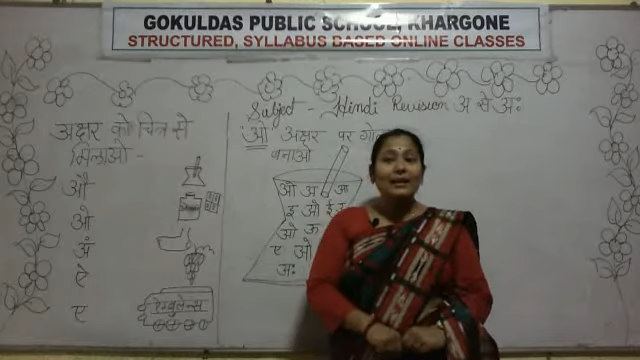 GOKULDAS PUBLIC SCHOOL, KHARGONE
STRUCTURED, SYLLABUS BASED ONLINE CLASSES
Subject - Hindi Revision अ से अः
अक्षर को चित्र से
मिलाओ -
औ
ओ
अं
ऐ
ए
एम्बुलेन्स
ओ अक्षर पर गोल
बनाओ
ओ अ
इ ओ ई
ओ ऊ
ए ओ
अः